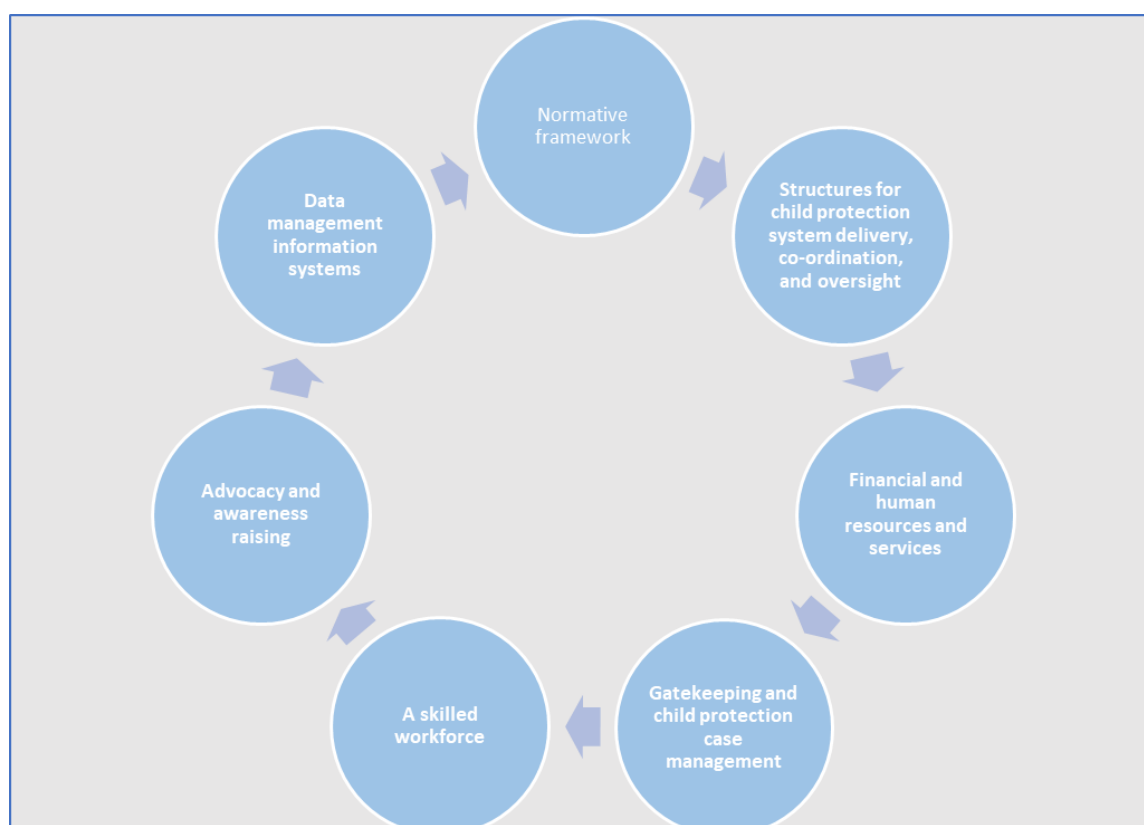 Normative
framework
Structures for
child protection
system delivery,
co-ordination,
and oversight
Financial and
human
resources and
services
Gatekeeping and
child protection
case
management
A skilled
workforce
Advocacy and
awareness
raising
Data
management
information
systems